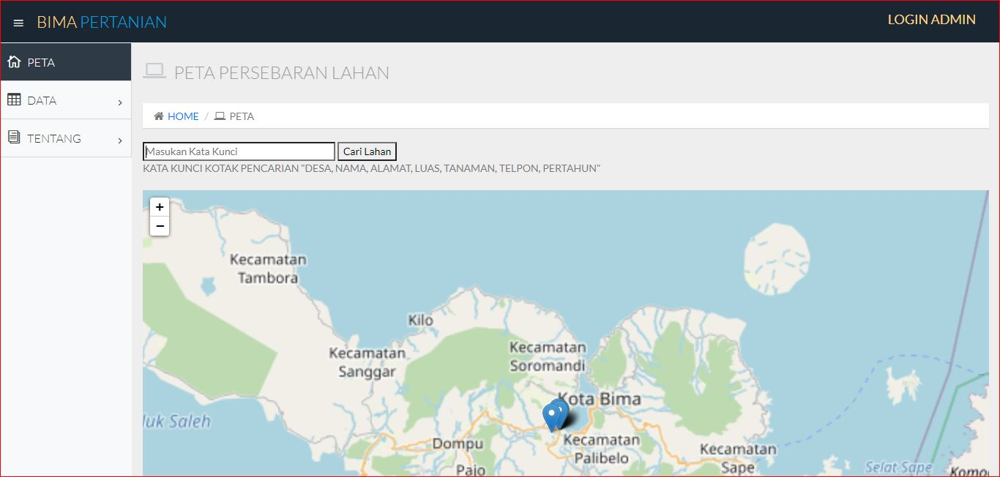 BIMA PERTANIAN
LOGIN ADMIN
PETA
DATA
TENTANG
PETA PERSEBARAN LAHAN
HOME / PETA
Masukan Kata Kunci
Cari Lahan
KATA KUNCI KOTAK PENCARIAN "DESA, NAMA, ALAMAT, LUAS, TANAMAN, TELPON, PERTAHUN"
+
−
Kecamatan
Tambora
Kilo
Kecamatan
Sanggar
Kecamatan
Soromandi
Kota Bima
luk Saleh
Dompu
Pajo
Kecamatan
Palibelo
Kecamatan
Sape
Selat Sape
Komo